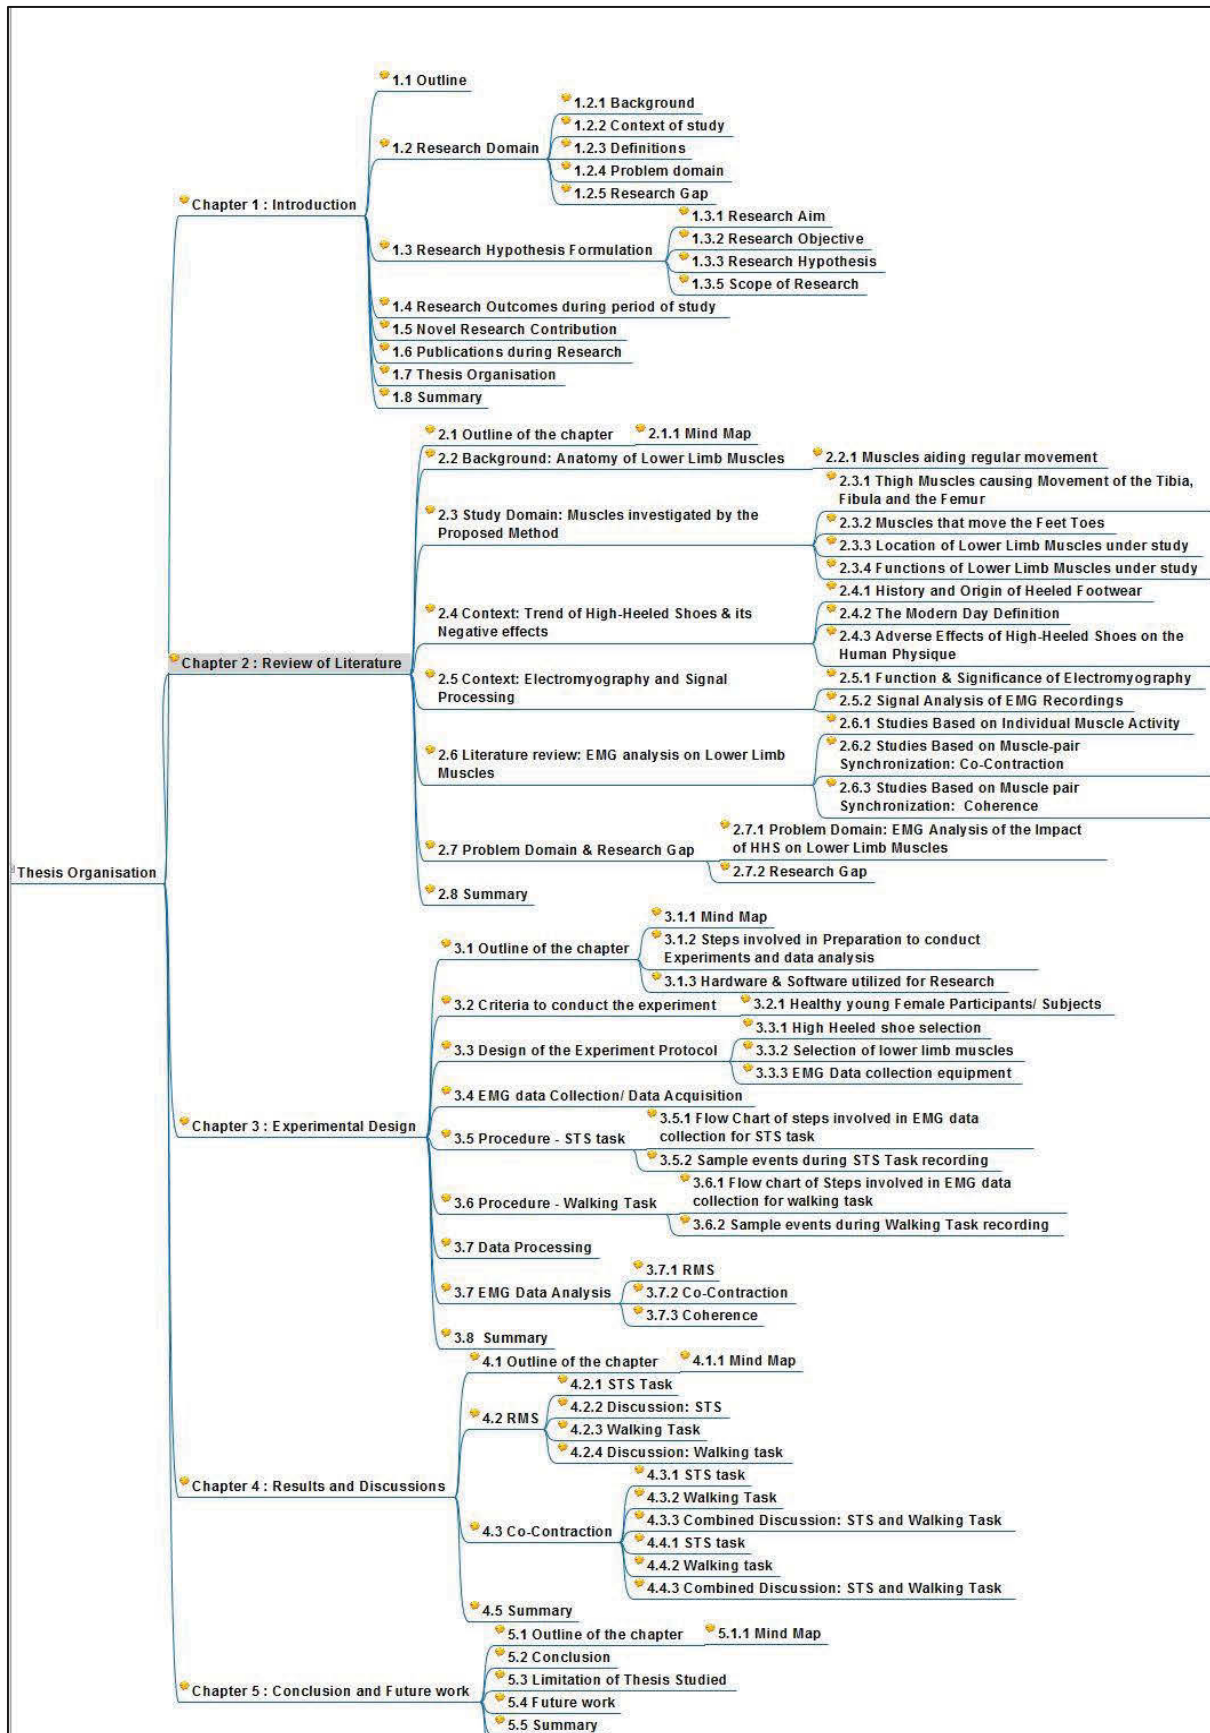 Thesis Organisation
Chapter 1 : Introduction
1.1 Outline
1.2 Research Domain
1.2.1 Background
1.2.2 Context of study
1.2.3 Definitions
1.2.4 Problem domain
1.2.5 Research Gap
1.3 Research Hypothesis Formulation
1.3.1 Research Aim
1.3.2 Research Objective
1.3.3 Research Hypothesis
1.3.5 Scope of Research
1.4 Research Outcomes during period of study
1.5 Novel Research Contribution
1.6 Publications during Research
1.7 Thesis Organisation
1.8 Summary
Chapter 2 : Review of Literature
2.1 Outline of the chapter
2.1.1 Mind Map
2.2 Background: Anatomy of Lower Limb Muscles
2.2.1 Muscles aiding regular movement
2.3 Study Domain: Muscles investigated by the
Proposed Method
2.3.1 Thigh Muscles causing Movement of the Tibia,
Fibula and the Femur
2.3.2 Muscles that move the Feet Toes
2.3.3 Location of Lower Limb Muscles under study
2.3.4 Functions of Lower Limb Muscles under study
2.4 Context: Trend of High-Heeled Shoes & its
Negative effects
2.4.1 History and Origin of Heeled Footwear
2.4.2 The Modern Day Definition
2.4.3 Adverse Effects of High-Heeled Shoes on the
Human Physique
2.5 Context: Electromyography and Signal
Processing
2.5.1 Function & Significance of Electromyography
2.5.2 Signal Analysis of EMG Recordings
2.6 Literature review: EMG analysis on Lower Limb
Muscles
2.6.1 Studies Based on Individual Muscle Activity
2.6.2 Studies Based on Muscle-pair
Synchronization: Co-Contraction
2.6.3 Studies Based on Muscle pair
Synchronization: Coherence
2.7 Problem Domain & Research Gap
2.7.1 Problem Domain: EMG Analysis of the Impact
of HHS on Lower Limb Muscles
2.7.2 Research Gap
2.8 Summary
Chapter 3 : Experimental Design
3.1 Outline of the chapter
3.1.1 Mind Map
3.1.2 Steps involved in Preparation to conduct
Experiments and data analysis
3.1.3 Hardware & Software utilized for Research
3.2 Criteria to conduct the experiment
3.2.1 Healthy young Female Participants/ Subjects
3.3 Design of the Experiment Protocol
3.3.1 High Heeled shoe selection
3.3.2 Selection of lower limb muscles
3.3.3 EMG Data collection equipment
3.4 EMG data Collection/ Data Acquisition
3.5 Procedure - STS task
3.5.1 Flow Chart of steps involved in EMG data
collection for STS task
3.5.2 Sample events during STS Task recording
3.6 Procedure - Walking Task
3.6.1 Flow chart of Steps involved in EMG data
collection for walking task
3.6.2 Sample events during Walking Task recording
3.7 Data Processing
3.7 EMG Data Analysis
3.7.1 RMS
3.7.2 Co-Contraction
3.7.3 Coherence
3.8 Summary
Chapter 4 : Results and Discussions
4.1 Outline of the chapter
4.1.1 Mind Map
4.2 RMS
4.2.1 STS Task
4.2.2 Discussion: STS
4.2.3 Walking Task
4.2.4 Discussion: Walking task
4.3 Co-Contraction
4.3.1 STS task
4.3.2 Walking Task
4.3.3 Combined Discussion: STS and Walking Task
4.4.1 STS task
4.4.2 Walking task
4.4.3 Combined Discussion: STS and Walking Task
4.5 Summary
Chapter 5 : Conclusion and Future work
5.1 Outline of the chapter
5.1.1 Mind Map
5.2 Conclusion
5.3 Limitation of Thesis Studied
5.4 Future work
5.5 Summary